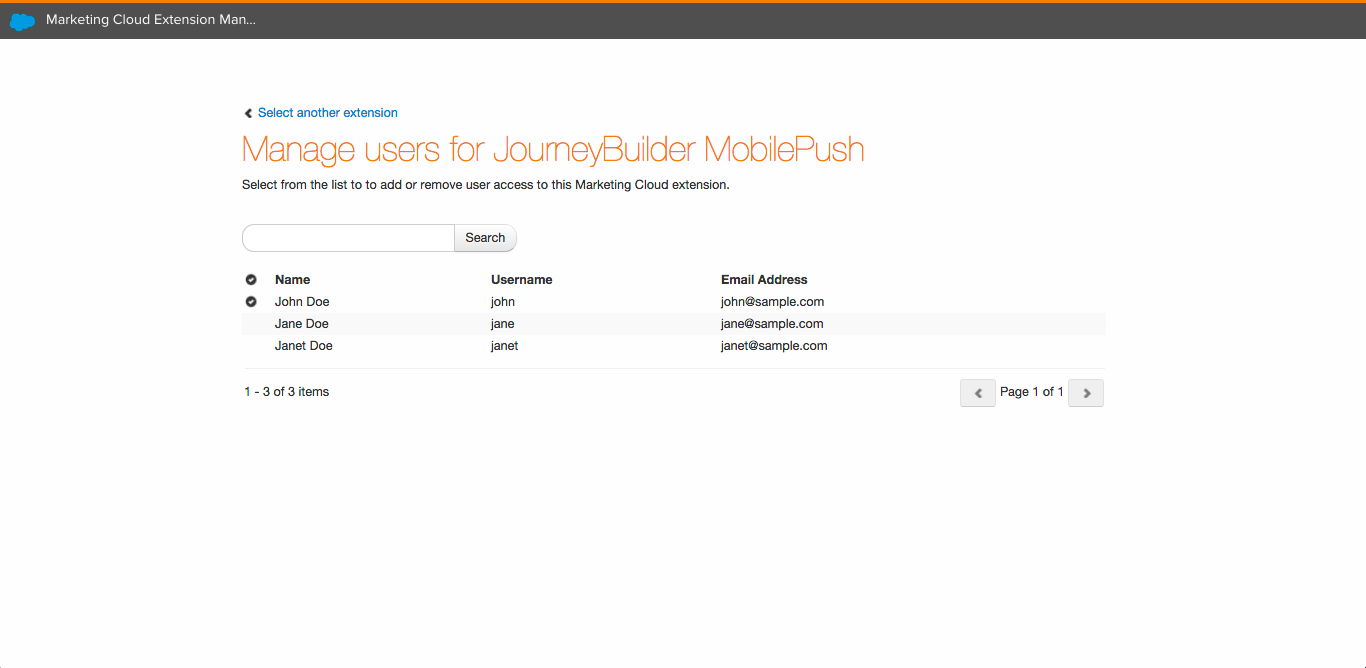 Marketing Cloud Extension Man...
Select another extension
Manage users for JourneyBuilder MobilePush
Select from the list to to add or remove user access to this Marketing Cloud extension.
Search
Name Username Email Address
John Doe john john@sample.com
Jane Doe jane jane@sample.com
Janet Doe janet janet@sample.com
1 - 3 of 3 items Page 1 of 1